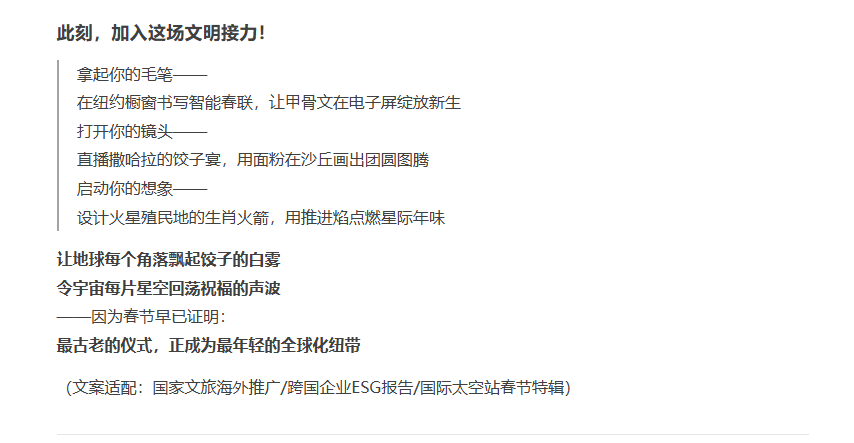 此刻，加入这场文明接力！
拿起你的毛笔——
在纽约橱窗书写智能春联，让甲骨文在电子屏绽放新生
打开你的镜头——
直播撒哈拉的饺子宴，用面粉在沙丘画出团圆图腾
启动你的想象——
设计火星殖民地的生肖火箭，用推进焰点燃星际年味
让地球每个角落飘起饺子的白雾
令宇宙每片星空回荡祝福的声波
——因为春节早已证明：
最古老的仪式，正成为最年轻的全球化纽带
（文案适配：国家文旅海外推广/跨国企业ESG报告/国际太空站春节特辑）